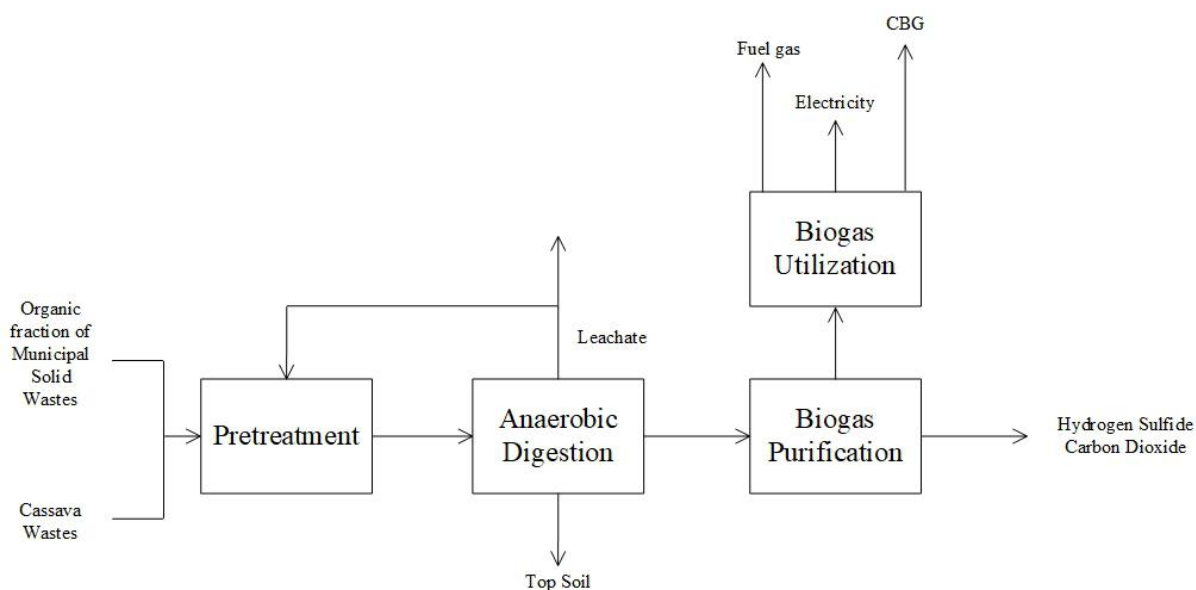 CBG
Fuel gas
Electricity
Biogas
Utilization
Organic
fraction of
Municipal
Solid
Wastes
Leachate
Pretreatment
Anaerobic
Digestion
Biogas
Purification
Hydrogen Sulfide
Carbon Dioxide
Cassava
Wastes
Top Soil